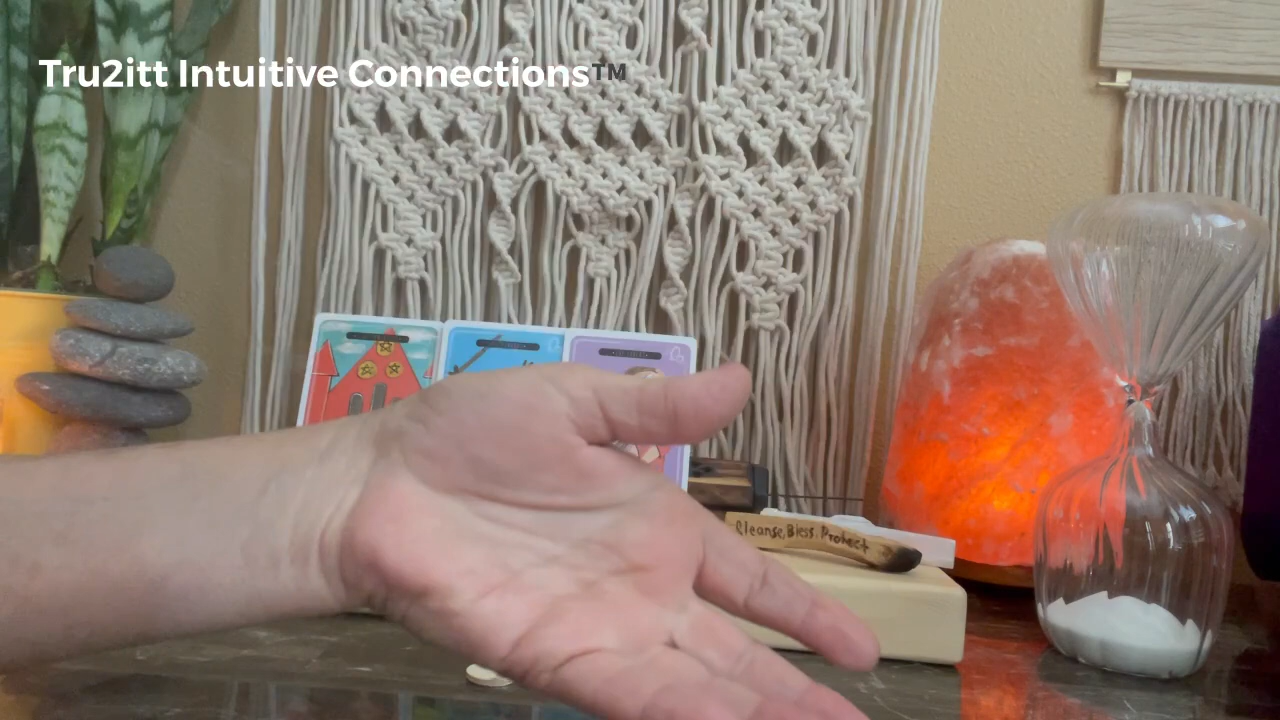 Tru2itt Intuitive Connections™
Cleanse, Bless, Protect